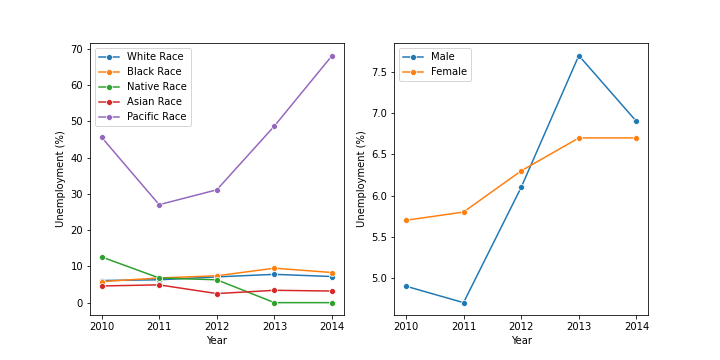 White Race
Black Race
Native Race
Asian Race
Pacific Race
Unemployment (%)
70
60
50
40
30
20
10
0
2010 2011 2012 2013 2014
Year
Male
Female
Unemployment (%)
7.5
7.0
6.5
6.0
5.5
5.0
2010 2011 2012 2013 2014
Year